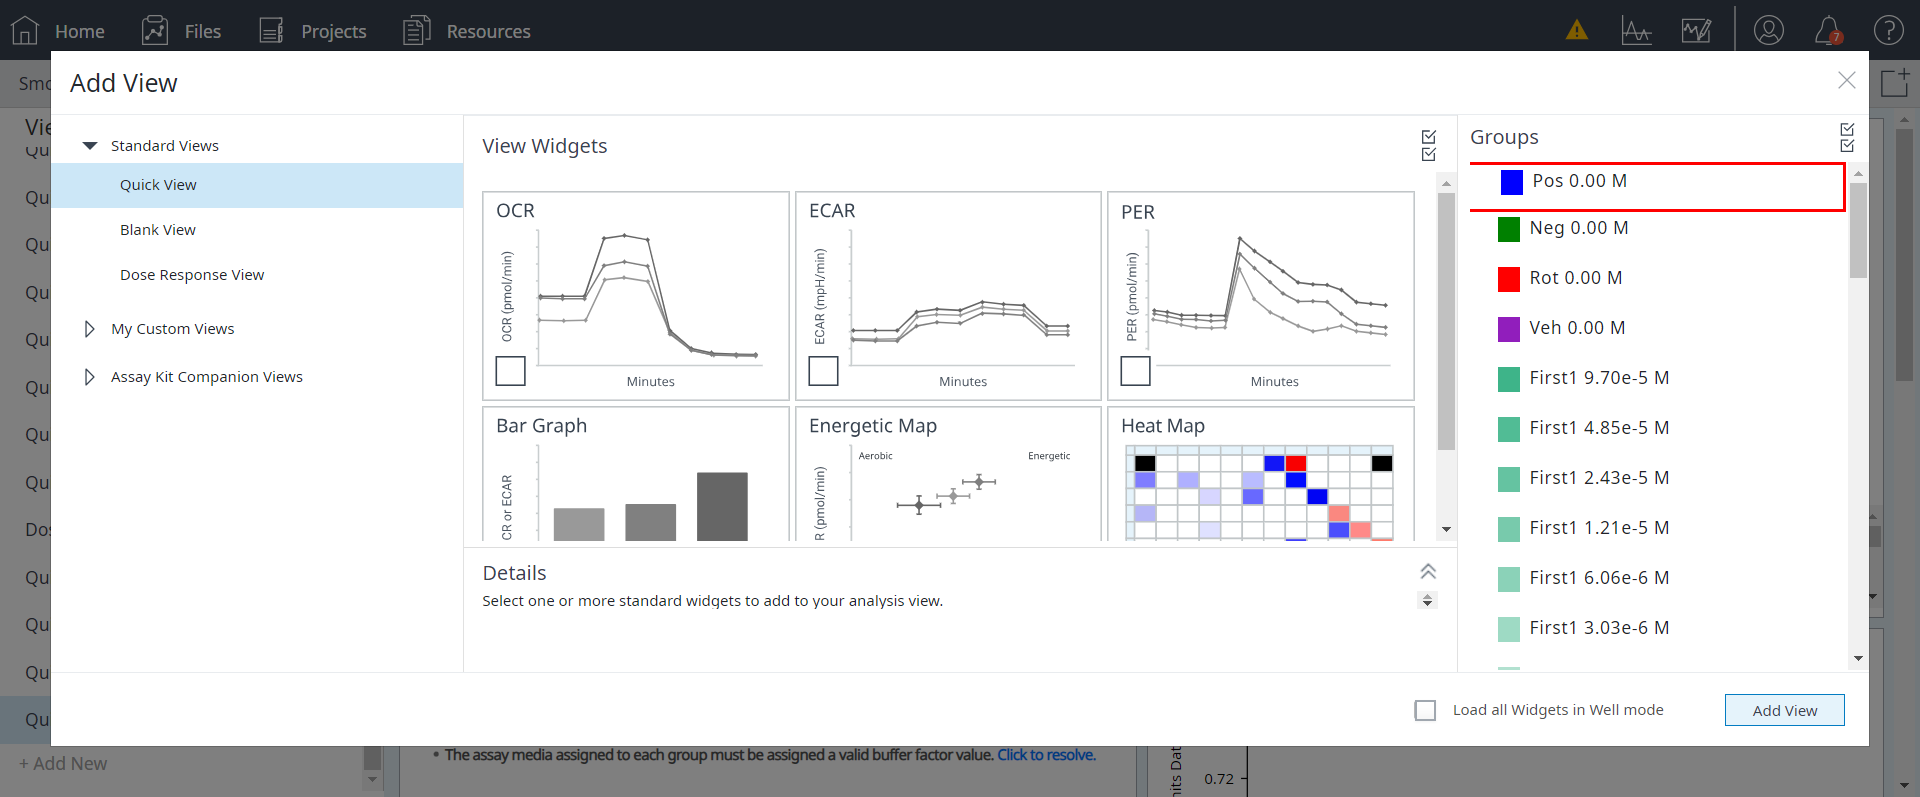 Home
Files
Projects
Resources
7
Smo
Add View
Vie
Qu
Qu
Qu
Qu
Qu
Qu
Qu
Qu
Dos
Qu
Qu
Qu
Qu
+ Add New
Standard Views
Quick View
Blank View
Dose Response View
My Custom Views
Assay Kit Companion Views
View Widgets
OCR
OCR (pmol/min)
Minutes
ECAR
ECAR (mpH/min)
Minutes
PER
PER (pmol/min)
Minutes
Bar Graph
CR or ECAR
Energetic Map
Aerobic
Energetic
R (pmol/min)
Heat Map
Details
Select one or more standard widgets to add to your analysis view.
Groups
Pos 0.00 M
Neg 0.00 M
Rot 0.00 M
Veh 0.00 M
First1 9.70e-5 M
First1 4.85e-5 M
First1 2.43e-5 M
First1 1.21e-5 M
First1 6.06e-6 M
First1 3.03e-6 M
Load all Widgets in Well mode
Add View
• The assay media assigned to each group must be assigned a valid buffer factor value. Click to resolve.
nits Dat
0.72